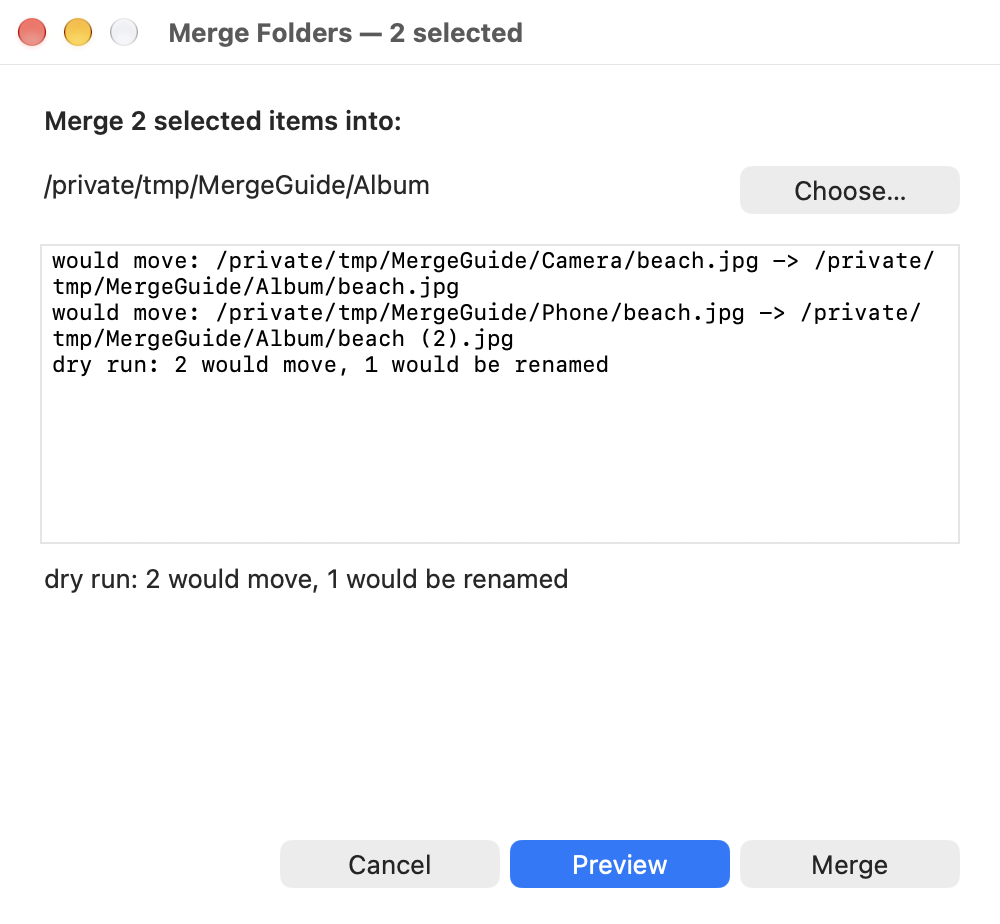 Merge Folders — 2 selected
Merge 2 selected items into:
/private/tmp/MergeGuide/Album
Choose...
would move: /private/tmp/MergeGuide/Camera/beach.jpg —> /private/
tmp/MergeGuide/Album/beach.jpg
would move: /private/tmp/MergeGuide/Phone/beach.jpg —> /private/
tmp/MergeGuide/Album/beach (2).jpg
dry run: 2 would move, 1 would be renamed
dry run: 2 would move, 1 would be renamed
Cancel
Preview
Merge